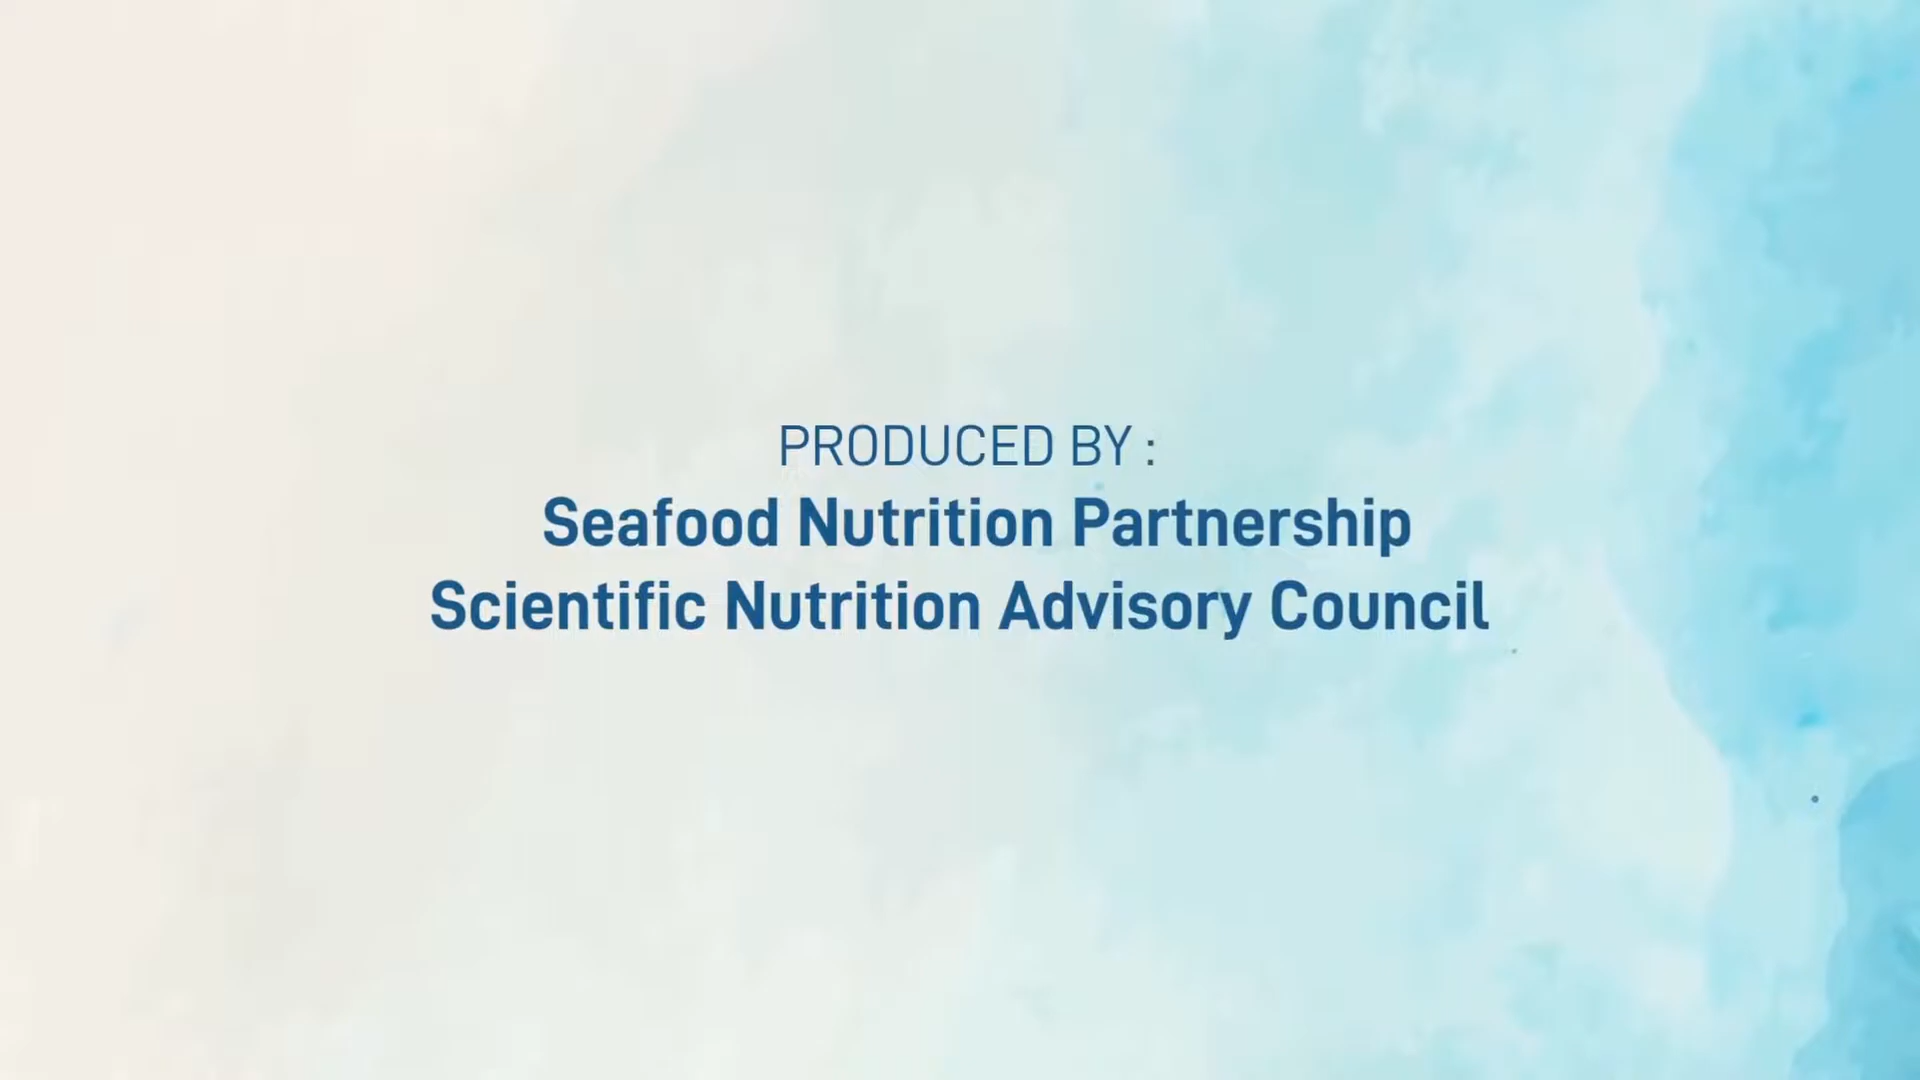 PRODUCED BY :
Seafood Nutrition Partnership
Scientific Nutrition Advisory Council